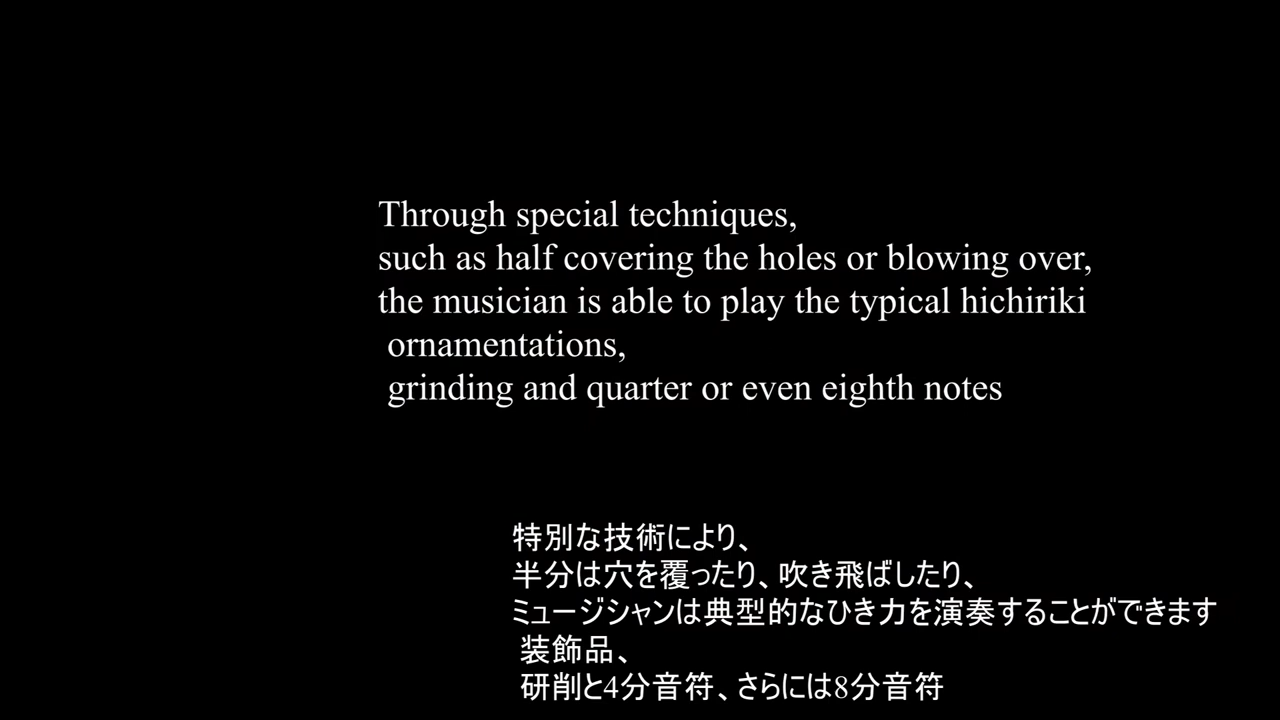 Through special techniques,
such as half covering the holes or blowing over,
the musician is able to play the typical hichiriki
ornamentations,
grinding and quarter or even eighth notes
特別な技術により、
半分は穴を覆ったり、吹き飛ばしたり、
ミュージシャンは典型的なひき力を演奏することができます
装飾品、
研削と4分音符、さらには8分音符